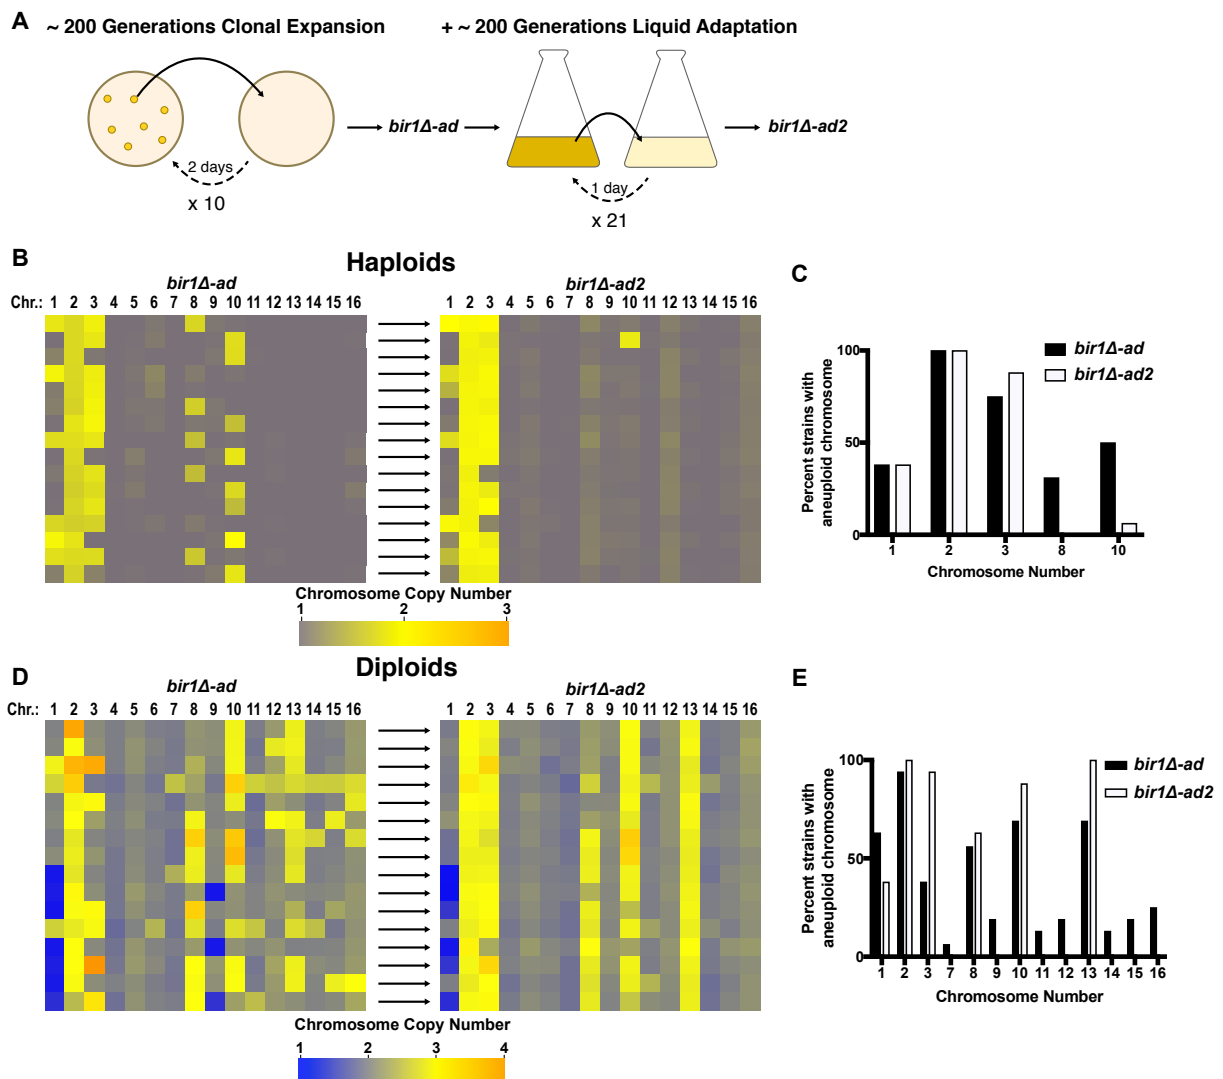 A ~ 200 Generations Clonal Expansion + ~ 200 Generations Liquid Adaptation
bir1Δ-ad
bir1Δ-ad2
2 days
x 10
1 day
x 21
B
Haploids
bir1Δ-ad
bir1Δ-ad2
Chr.: 1 2 3 4 5 6 7 8 9 10 11 12 13 14 15 16
1 2 3 4 5 6 7 8 9 10 11 12 13 14 15 16
Chromosome Copy Number
1 2 3
C
bir1Δ-ad
bir1Δ-ad2
Percent strains with
aneuploid chromosome
100
50
0
1 2 3 8 10
Chromosome Number
D
Diploids
bir1Δ-ad
bir1Δ-ad2
Chr.: 1 2 3 4 5 6 7 8 9 10 11 12 13 14 15 16
1 2 3 4 5 6 7 8 9 10 11 12 13 14 15 16
Chromosome Copy Number
1 2 3 4
E
bir1Δ-ad
bir1Δ-ad2
Percent strains with
aneuploid chromosome
100
50
0
1 2 3 7 8 9 10 11 12 13 14 15 16
Chromosome Number